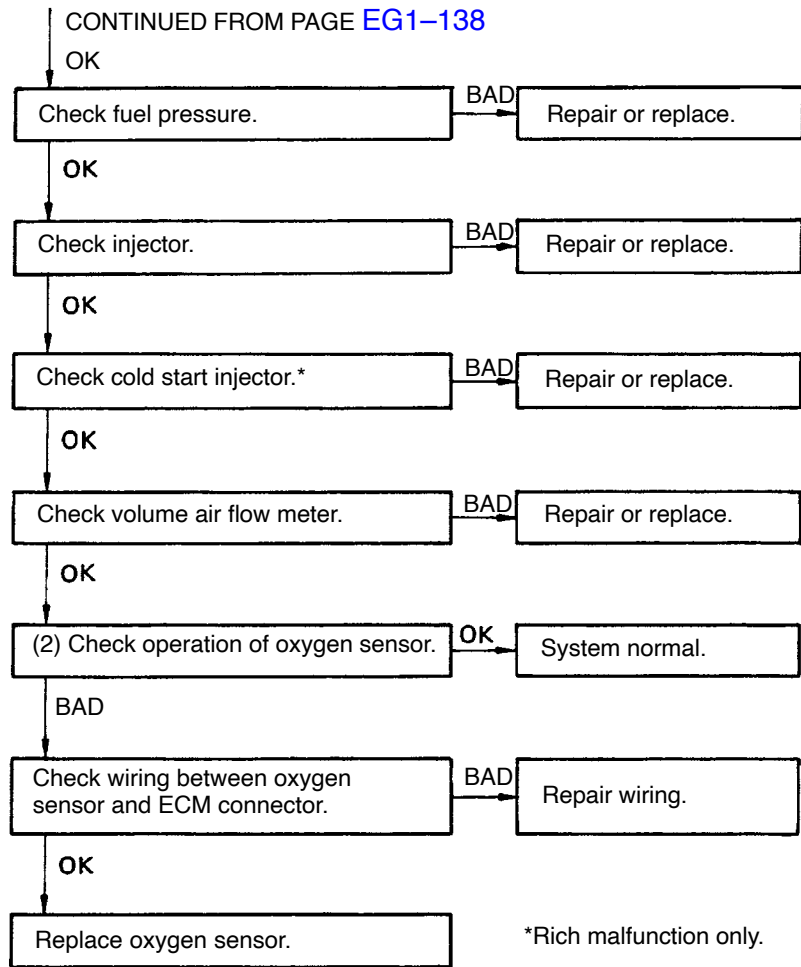 CONTINUED FROM PAGE EG1–138
OK
Check fuel pressure.
BAD
Repair or replace.
OK
Check injector.
BAD
Repair or replace.
OK
Check cold start injector.*
BAD
Repair or replace.
OK
Check volume air flow meter.
BAD
Repair or replace.
OK
(2) Check operation of oxygen sensor.
OK
System normal.
BAD
Check wiring between oxygen
sensor and ECM connector.
BAD
Repair wiring.
OK
Replace oxygen sensor.
*Rich malfunction only.